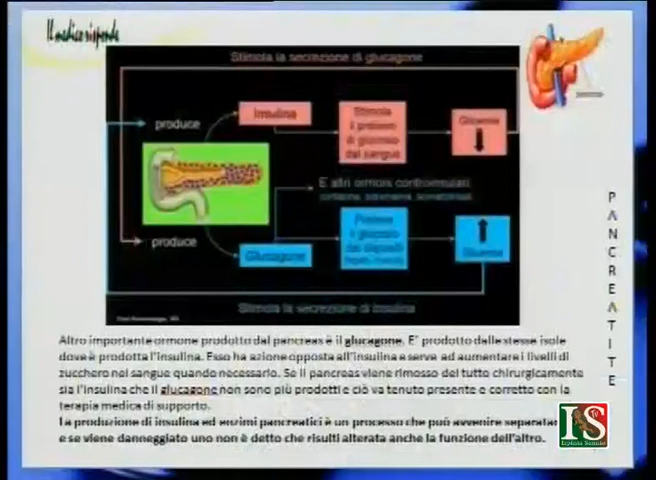 Il medico risponde
Stimola la secrezione di glucagone
produce
Insulina
Stimola
il prelievo
di glucosio
dal sangue
Glicemia
E altri ormoni controinsulari
produce
Glucagone
Preleva
il glucosio
dai depositi
Glicemia
Stimola la secrezione di insulina
PANCREATITE
Altro importante ormone prodotto dal pancreas è il glucagone. E' prodotto dalle stesse isole
dove è prodotta l'insulina. Esso ha azione opposta all'insulina e serve ad aumentare i livelli di
zucchero nel sangue quando necessario. Se il pancreas viene rimosso del tutto chirurgicamente
sia l'insulina che il glucagone non sono più prodotti e ciò va tenuto presente e corretto con la
terapia medica di supporto.
La produzione di insulina ed enzimi pancreatici è un processo che può avvenire
e se viene danneggiato uno non è detto che risulti alterata anche la funzione dell'altro.
IS